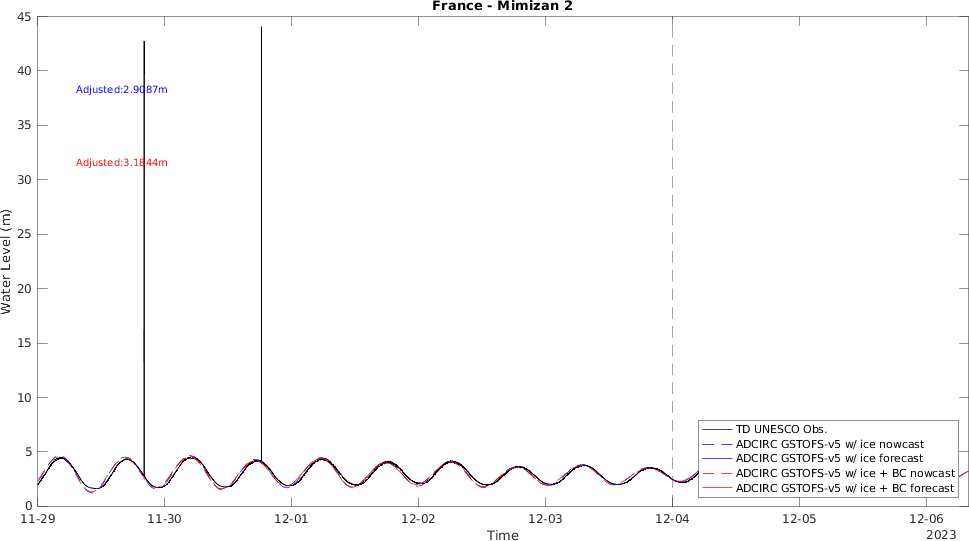 France - Mimizan 2
45
40
35
30
25
20
15
10
5
0
Water Level (m)
Adjusted:2.9087m
Adjusted:3.1844m
TD UNESCO Obs.
ADCIRC GSTOFS-v5 w/ ice nowcast
ADCIRC GSTOFS-v5 w/ ice forecast
ADCIRC GSTOFS-v5 w/ ice + BC nowcast
ADCIRC GSTOFS-v5 w/ ice + BC forecast
11-29 11-30 12-01 12-02 12-03 12-04 12-05 12-06
Time
2023